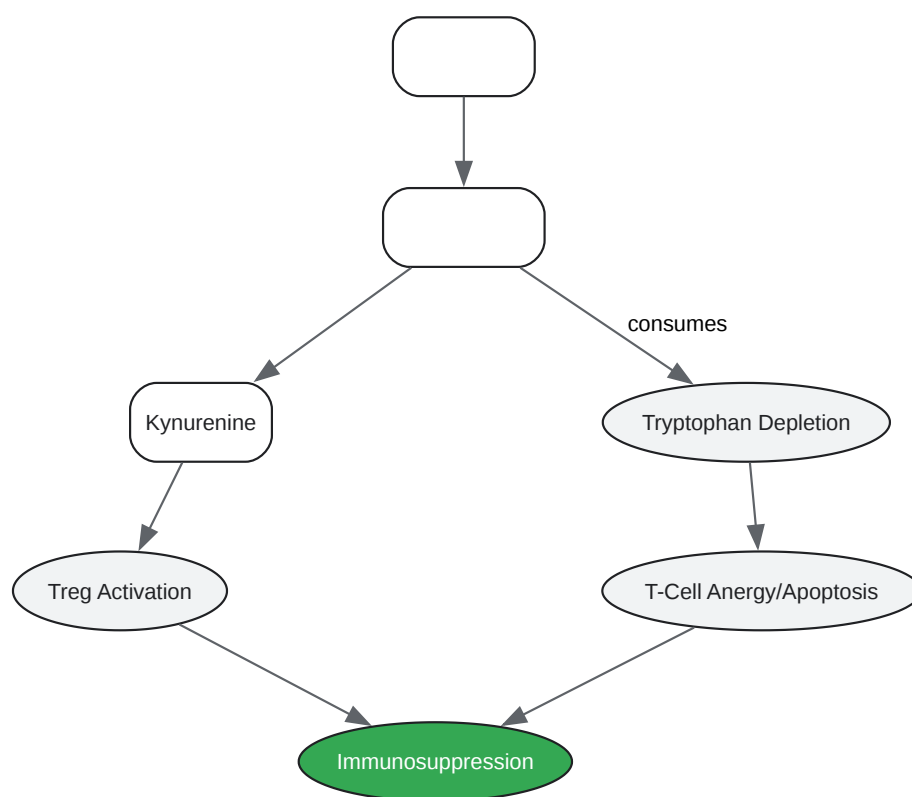 consumes
Kynurenine
Tryptophan Depletion
Treg Activation
T-Cell Anergy/Apoptosis
Immunosuppression